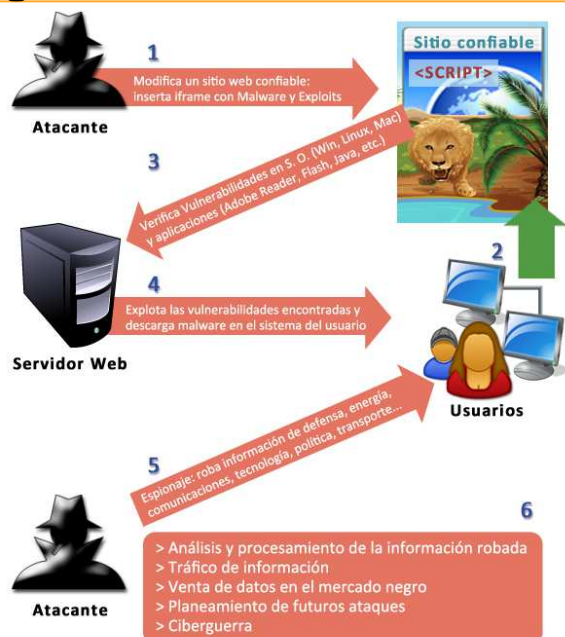 1
Modifica un sitio web confiable:
inserta iframe con Malware y Exploits
Atacante
Sitio confiable
<SCRIPT>
2
3
Verifica Vulnerabilidades en S. O. (Win, Linux, Mac)
y aplicaciones (Adobe Reader, Flash, Java, etc.)
4
Explota las vulnerabilidades encontradas y
descarga malware en el sistema del usuario
Servidor Web
Usuarios
5
Espionaje: roba información de defensa, energía,
comunicaciones, tecnología, política, transporte...
Atacante
6
> Análisis y procesamiento de la información robada
> Tráfico de información
> Venta de datos en el mercado negro
> Planeamiento de futuros ataques
> Ciberguerra